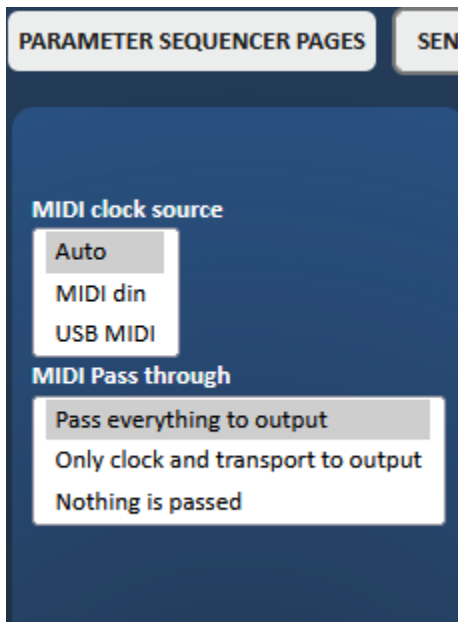 PARAMETER SEQUENCER PAGES
SEN
MIDI clock source
Auto
MIDI din
USB MIDI
MIDI Pass through
Pass everything to output
Only clock and transport to output
Nothing is passed